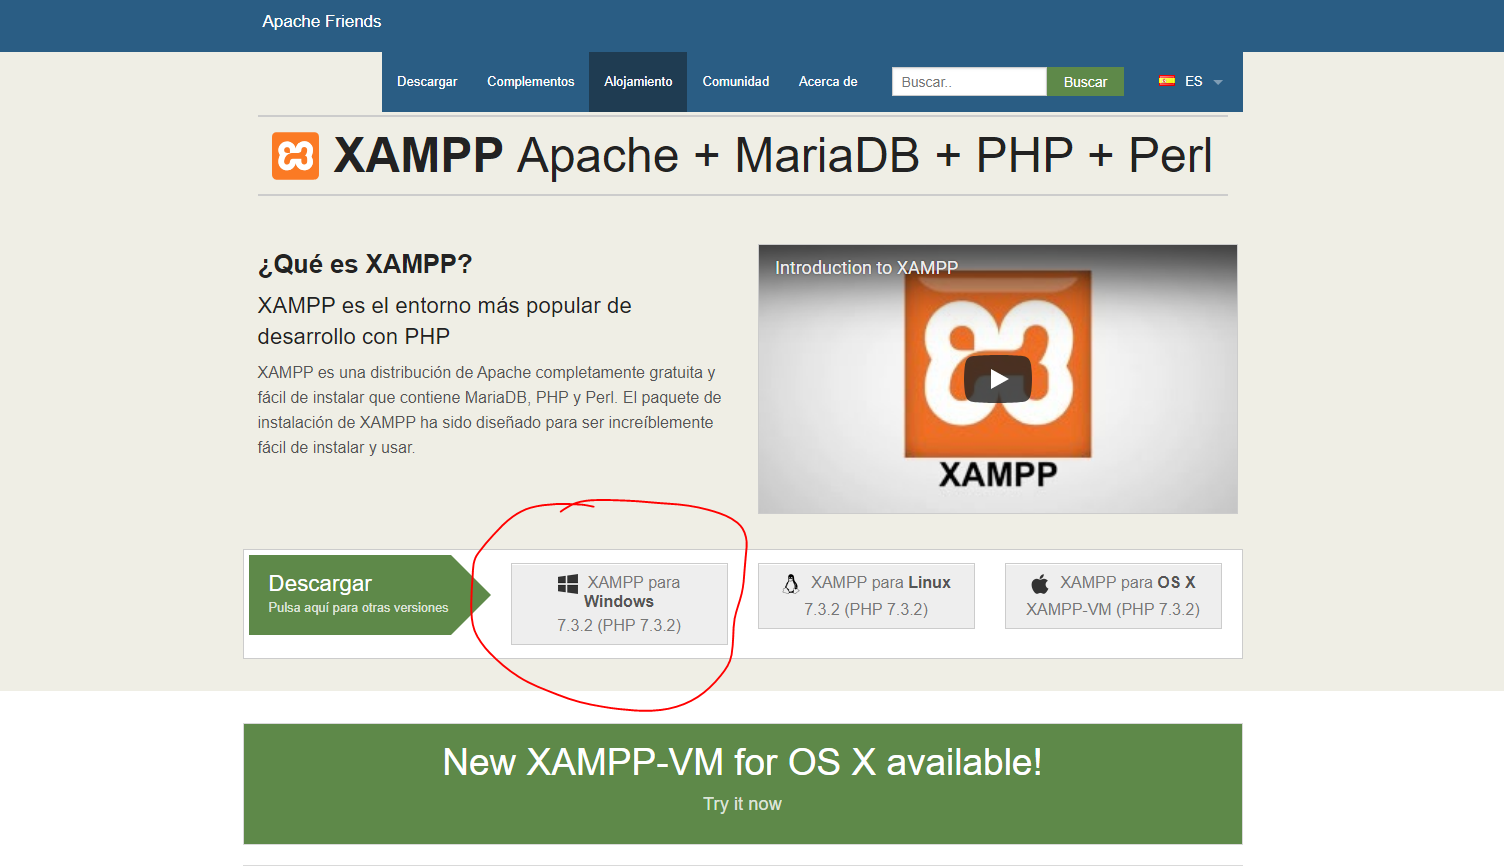 Apache Friends
Descargar Complementos Alojamiento Comunidad Acerca de Buscar.. Buscar ES
XAMPP Apache + MariaDB + PHP + Perl
¿Qué es XAMPP?
XAMPP es el entorno más popular de
desarrollo con PHP
XAMPP es una distribución de Apache completamente gratuita y
fácil de instalar que contiene MariaDB, PHP y Perl. El paquete de
instalación de XAMPP ha sido diseñado para ser increíblemente
fácil de instalar y usar.
Introduction to XAMPP
XAMPP
Descargar
Pulsa aquí para otras versiones
XAMPP para
Windows
7.3.2 (PHP 7.3.2)
XAMPP para Linux
7.3.2 (PHP 7.3.2)
XAMPP para OS X
XAMPP-VM (PHP 7.3.2)
New XAMPP-VM for OS X available!
Try it now